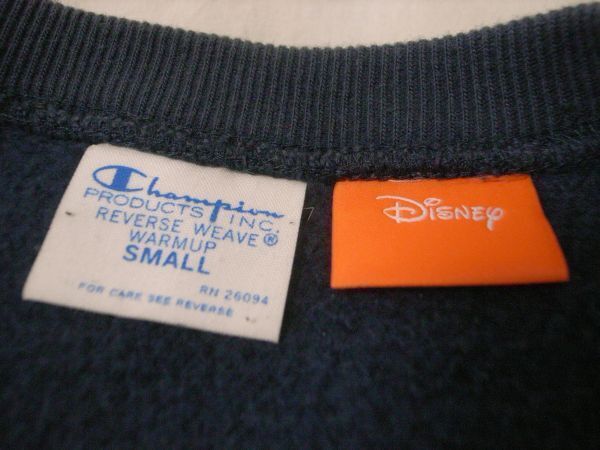 Champion
PRODUCTS INC.
REVERSE WEAVE®
WARMUP
SMALL
RN 26094
FOR CARE SEE REVERSE
Disney